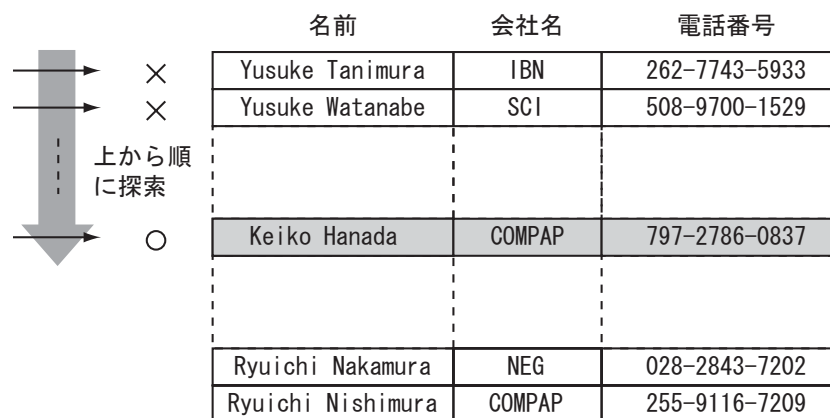 名前 会社名 電話番号
× Yusuke Tanimura IBN 262-7743-5933
× Yusuke Watanabe SCI 508-9700-1529
上から順
に探索
○ Keiko Hanada COMPAP 797-2786-0837
Ryuichi Nakamura NEG 028-2843-7202
Ryuichi Nishimura COMPAP 255-9116-7209